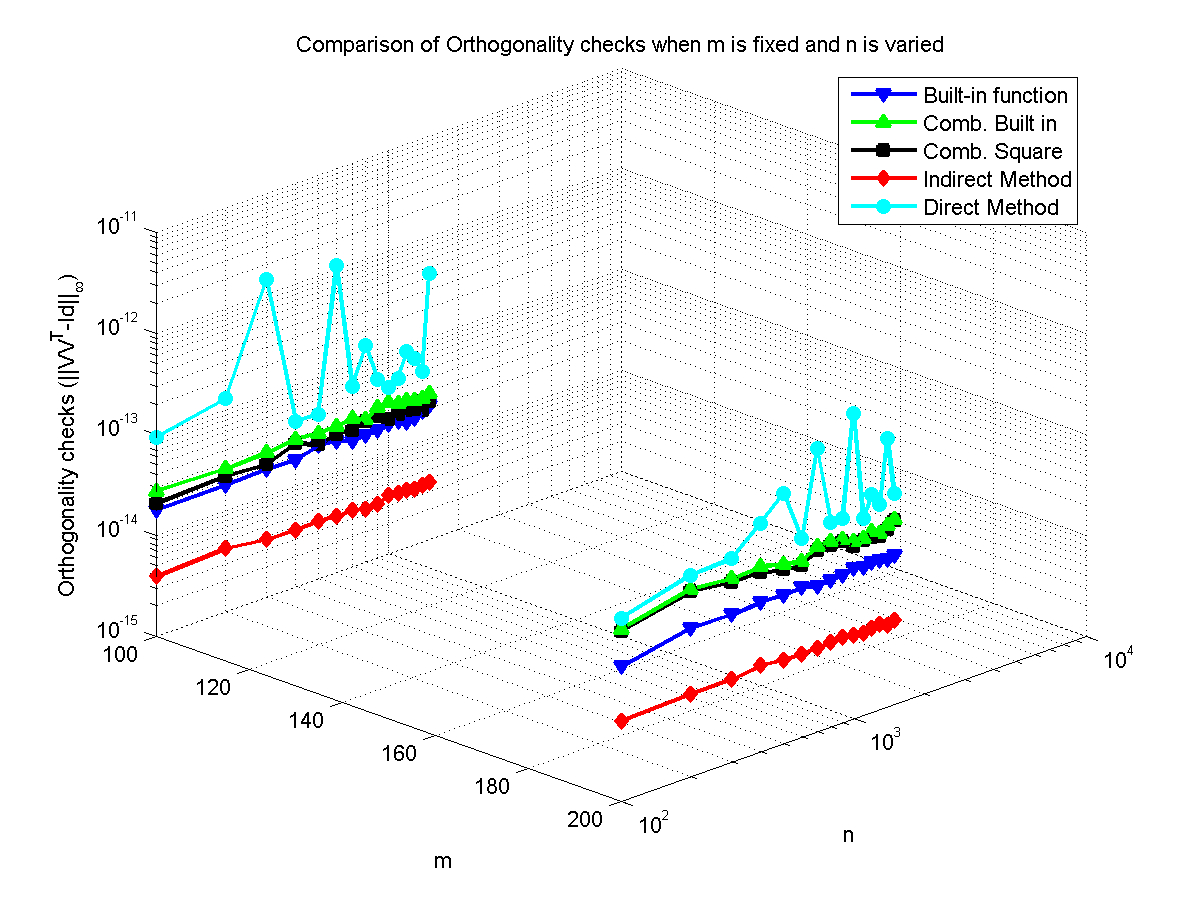 Comparison of Orthogonality checks when m is fixed and n is varied
Built-in function
Comb. Built in
Comb. Square
Indirect Method
Direct Method
Orthogonality checks (||VV^T-Id||_∞)
10^-11
10^-12
10^-13
10^-14
10^-15
100
120
140
160
180
200
m
10^2
10^3
10^4
n